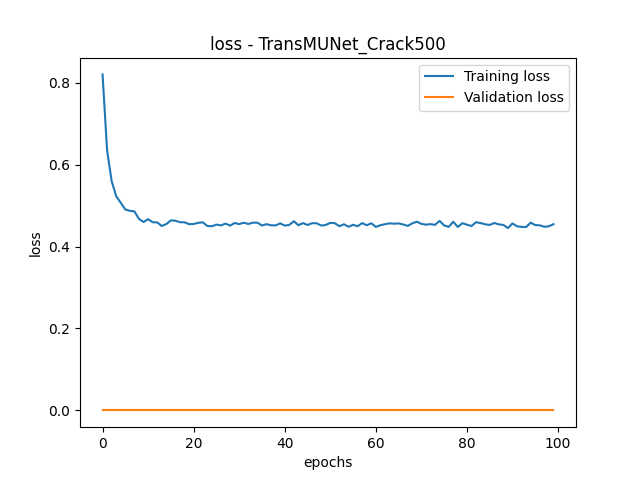 loss - TransMUNet_Crack500
Training loss
Validation loss
0.8
0.6
0.4
0.2
0.0
loss
0 20 40 60 80 100
epochs